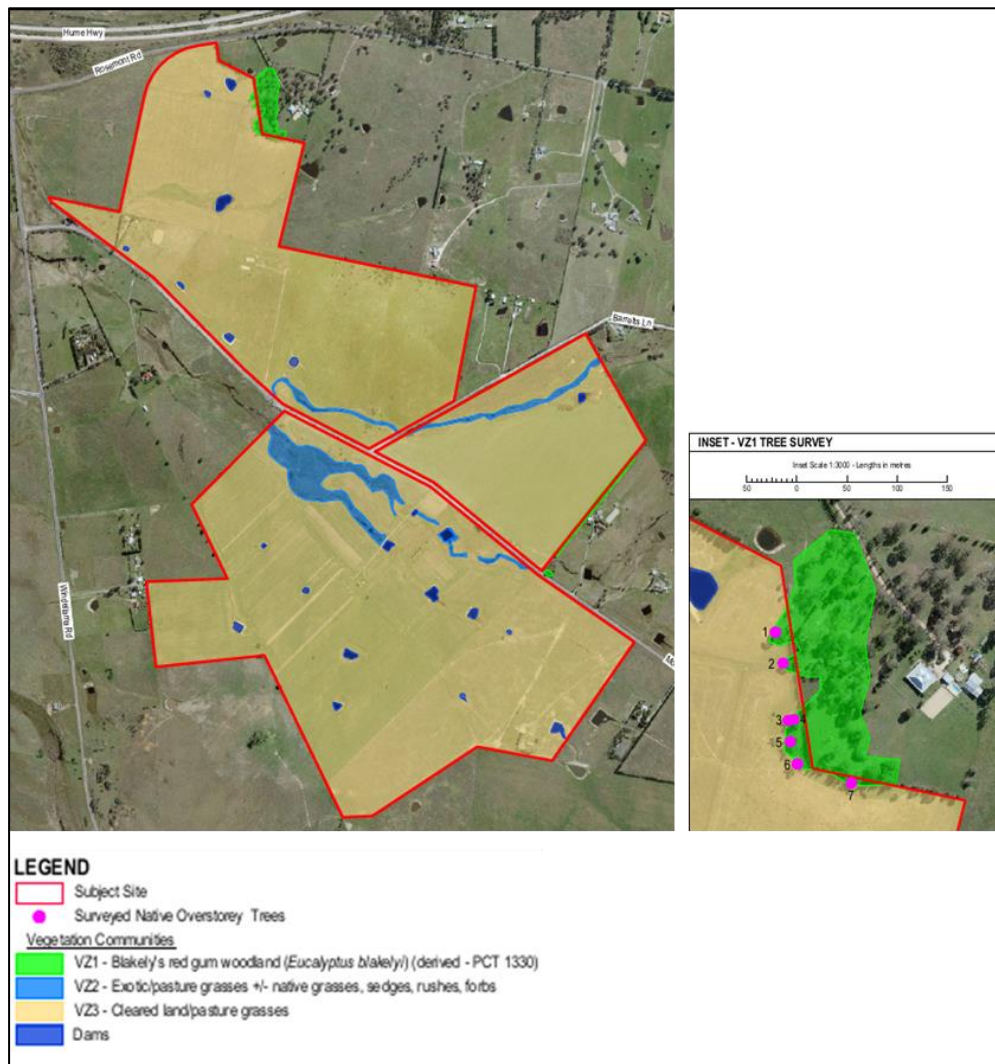 Hume Hwy
Rosemont Rd
Barretts Ln
Windellama Rd
INSET - VZ1 TREE SURVEY
Inset Scale 1:3000 - Lengths in metres
50 0 50 100 150
1
2
3 4
5
6
7
LEGEND
Subject Site
Surveyed Native Overstorey Trees
Vegetation Communities
VZ1 - Blakely's red gum woodland (Eucalyptus blakelyi) (derived - PCT 1330)
VZ2 - Exotic/pasture grasses +/- native grasses, sedges, rushes, forbs
VZ3 - Cleared land/pasture grasses
Dams